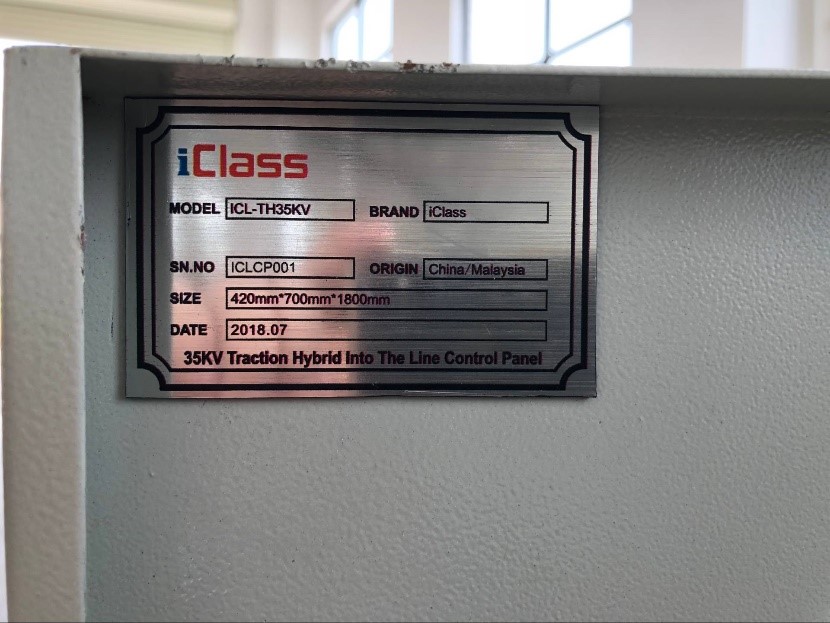 iClass
MODEL ICL-TH35KV BRAND iClass
SN.NO ICLCP001 ORIGIN China/Malaysia
SIZE 420mm*700mm*1800mm
DATE 2018.07
35KV Traction Hybrid Into The Line Control Panel